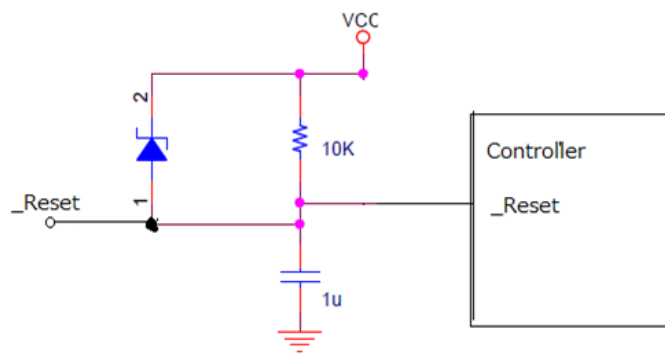 VCC
2
10K
Controller
_Reset
1
_Reset
1u